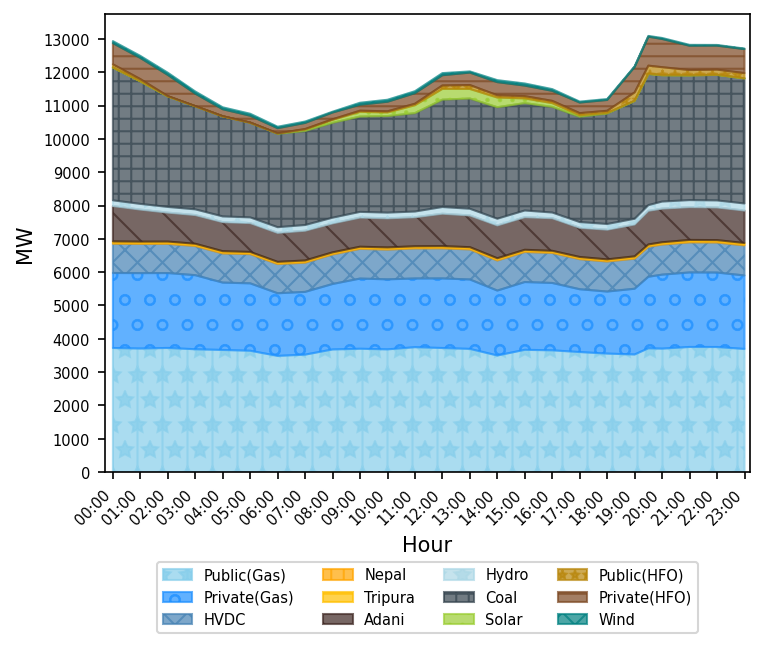 MW
13000
12000
11000
10000
9000
8000
7000
6000
5000
4000
3000
2000
1000
0
00:00 01:00 02:00 03:00 04:00 05:00 06:00 07:00 08:00 09:00 10:00 11:00 12:00 13:00 14:00 15:00 16:00 17:00 18:00 19:00 20:00 21:00 22:00 23:00
Hour
Public(Gas) Nepal Hydro Public(HFO)
Private(Gas) Tripura Coal Private(HFO)
HVDC Adani Solar Wind